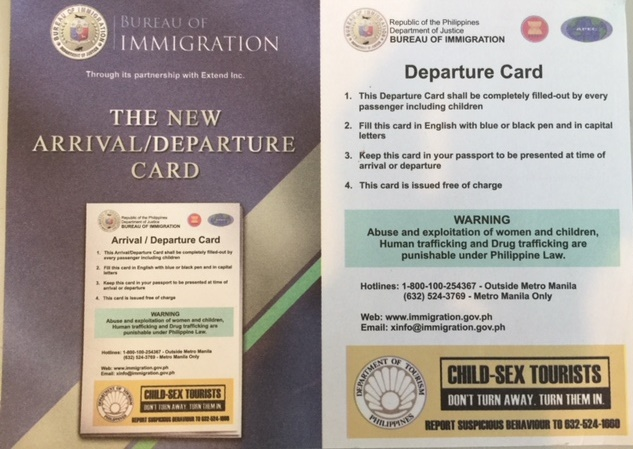 BUREAU OF
IMMIGRATION
Through its partnership with Extend Inc.
THE NEW
ARRIVAL/DEPARTURE
CARD
Republic of the Philippines
Department of Justice
BUREAU OF IMMIGRATION
Arrival / Departure Card
1. This Arrival/Departure Card shall be completely filled-out by
every passenger including children
2. Fill this card in English with blue or black pen and in capital
letters
3. Keep this card in your passport to be presented at time of
arrival or departure
4. This card is issued free of charge
WARNING
Abuse and exploitation of women and children,
Human trafficking and Drug trafficking are
punishable under Philippine Law.
Hotlines: 1-800-100-254367 - Outside Metro Manila
(632) 524-3769 - Metro Manila Only
Web: www.immigration.gov.ph
Email: xinfo@immigration.gov.ph
CHILD-SEX TOURISTS
DON'T TURN AWAY. TURN THEM IN.
REPORT SUSPICIOUS BEHAVIOUR TO 632-524-1660
Republic of the Philippines
Department of Justice
BUREAU OF IMMIGRATION
Departure Card
1. This Departure Card shall be completely filled-out by every
passenger including children
2. Fill this card in English with blue or black pen and in capital
letters
3. Keep this card in your passport to be presented at time of
arrival or departure
4. This card is issued free of charge
WARNING
Abuse and exploitation of women and children,
Human trafficking and Drug trafficking are
punishable under Philippine Law.
Hotlines: 1-800-100-254367 - Outside Metro Manila
(632) 524-3769 - Metro Manila Only
Web: www.immigration.gov.ph
Email: xinfo@immigration.gov.ph
DEPARTMENT OF TOURISM
PHILIPPINES
CHILD-SEX TOURISTS
DON'T TURN AWAY. TURN THEM IN.
REPORT SUSPICIOUS BEHAVIOUR TO 632-524-1660